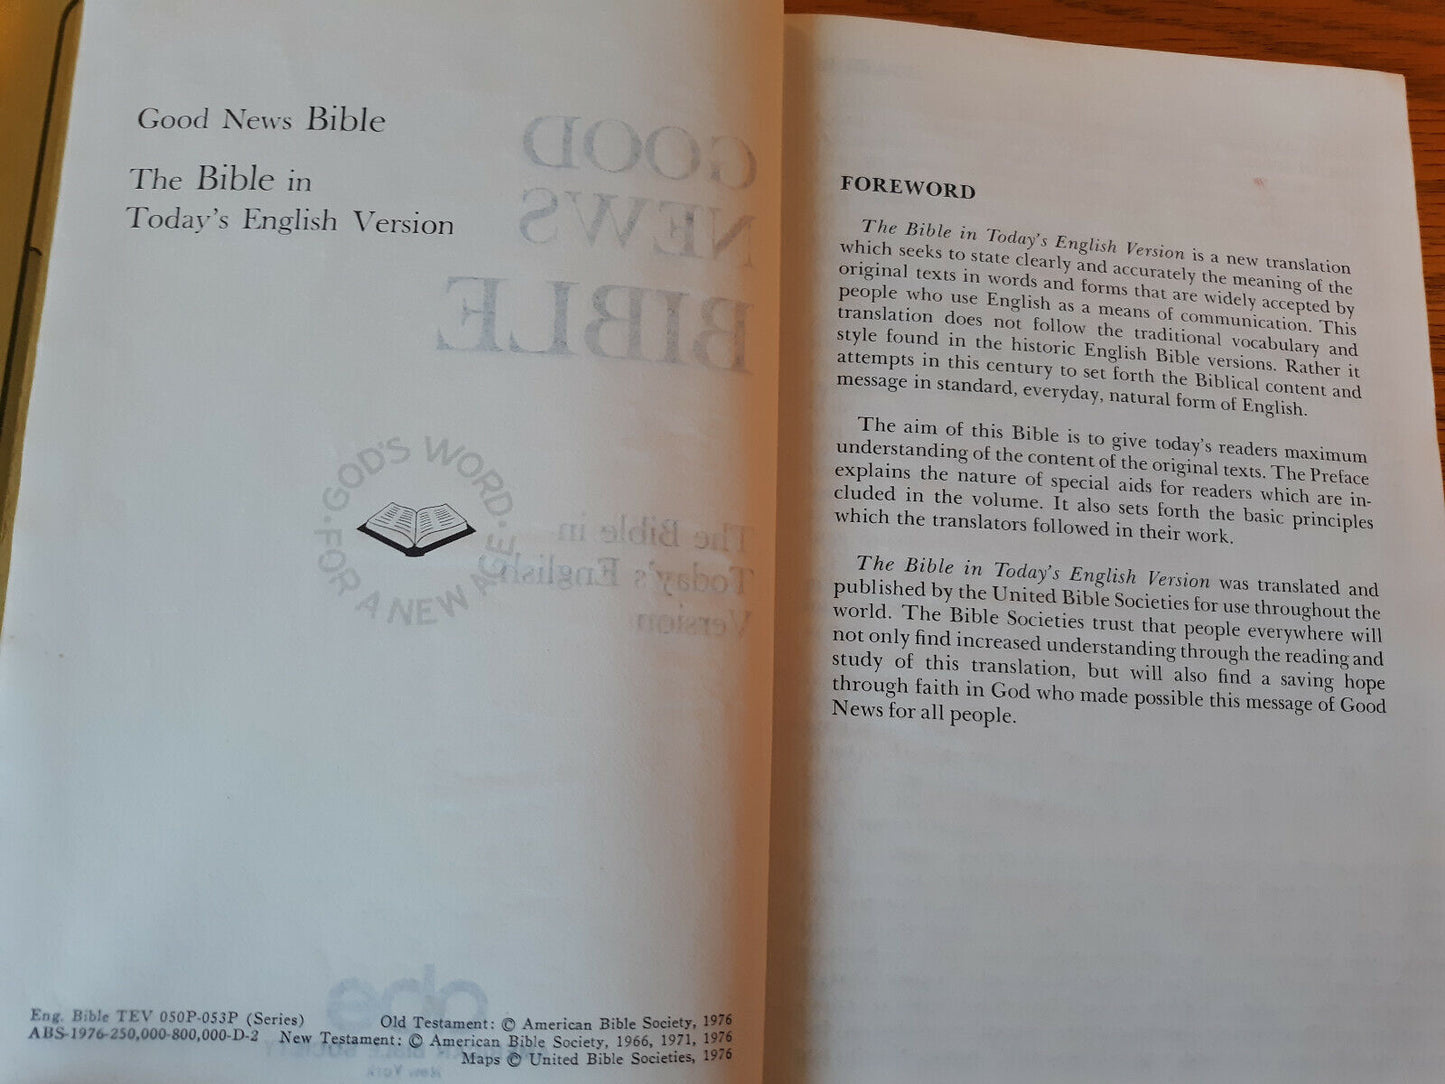 Good News Bible
The Bible in
Today's English Version
GOOD
NEWS
BIBLE
·GOD'S WORD·
FOR A NEW AGE
The Bible in
Today's English
Version
abs
New York
Eng. Bible TEV 050P-053P (Series)
ABS-1976-250,000-800,000-D-2
Old Testament: © American Bible Society, 1976
New Testament: © American Bible Society, 1966, 1971, 1976
Maps © United Bible Societies, 1976
FOREWORD
The Bible in Today's English Version is a new translation
which seeks to state clearly and accurately the meaning of the
original texts in words and forms that are widely accepted by
people who use English as a means of communication. This
translation does not follow the traditional vocabulary and
style found in the historic English Bible versions. Rather it
attempts in this century to set forth the Biblical content and
message in standard, everyday, natural form of English.
The aim of this Bible is to give today's readers maximum
understanding of the content of the original texts. The Preface
explains the nature of special aids for readers which are in-
cluded in the volume. It also sets forth the basic principles
which the translators followed in their work.
The Bible in Today's English Version was translated and
published by the United Bible Societies for use throughout the
world. The Bible Societies trust that people everywhere will
not only find increased understanding through the reading and
study of this translation, but will also find a saving hope
through faith in God who made possible this message of Good
News for all people.